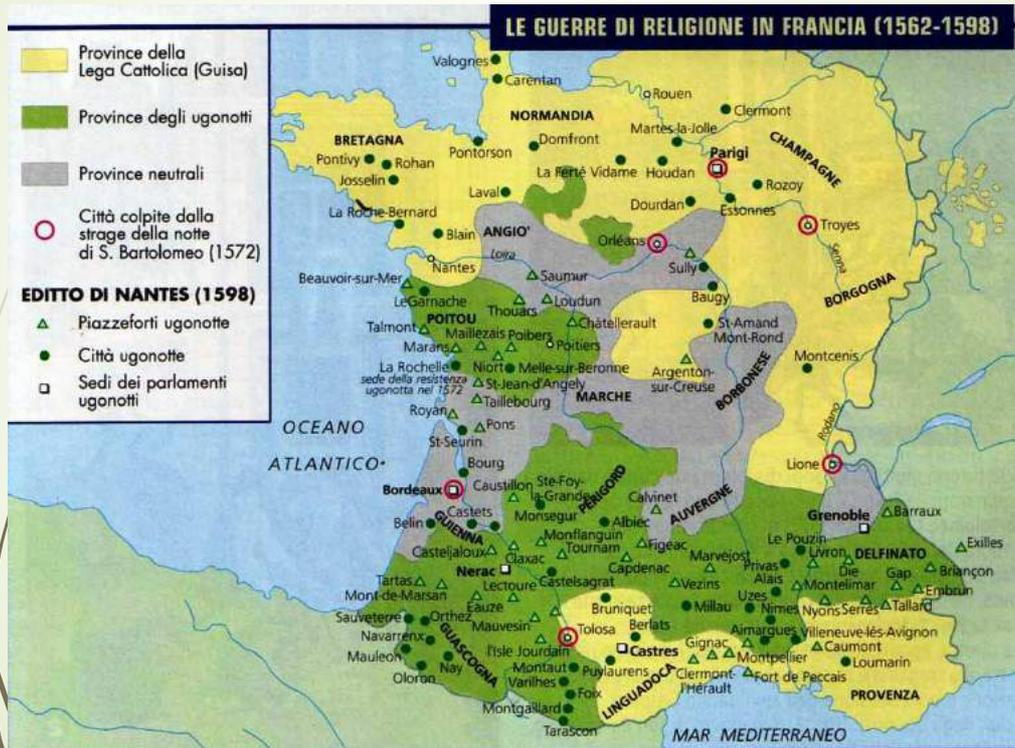 LE GUERRE DI RELIGIONE IN FRANCIA (1562-1598)
Province della
Lega Cattolica (Guisa)
Province degli ugonotti
Province neutrali
Città colpite dalla
strage della notte
di S. Bartolomeo (1572)
EDITTO DI NANTES (1598)
Piazzeforti ugonotte
Città ugonotte
Sedi dei parlamenti
ugonotti
Valognes
Carentan
Rouen
Clermont
NORMANDIA
Martes-la-Jolle
CHAMPAGNE
BRETAGNA
Pontorson
Domfront
Parigi
Pontivy
Rohan
La Ferté Vidame
Houdan
Josselin
Laval
Rozoy
Dourdan
Essonnes
La Roche-Bernard
Troyes
ANGIO'
Orléans
Blain
Loira
Senna
Nantes
Sully
Beauvoir-sur-Mer
Saumur
BORGOGNA
LeGarnache
Thouars
Loudun
Baugy
POITOU
Châtellerault
St-Amand
Mont-Rond
Talmont
Maillezais
Poibers
Marans
Poitiers
Montcenis
La Rochelle
Niort
Melle-sur-Beronne
Argenton-
sur-Creuse
sede della resistenza
ugonotta nel 1572
St-Jean-d'Angely
BORBONESE
Taillebourg
MARCHE
Royan
Rodano
OCEANO
ATLANTICO
Pons
St-Seurin
Lione
Bourg
Bordeaux
Caustillon
Ste-Foy-
la-Grande
PERIGORD
Calvinet
AUVERGNE
Monsegur
Grenoble
Barraux
Castets
Belin
GUIENNA
Albiec
Monflanguin
Le Pouzin
Exilles
Casteljaloux
Claxac
Tournam
Figeac
Livron
DELFINATO
Nerac
Capdenac
Marvejost
Privas
Die
Briançon
Tartas
Lectoure
Castelsagrat
Vezins
Alais
Montelimar
Gap
Embrun
Mont-de-Marsan
Eauze
Bruniquet
Millau
Uzes
Nimes
Nyons
Serres
Tallard
Sauveterre
Orthez
Mauvesin
Tolosa
Berlats
Aimargues
Villeneuve-lés-Avignon
Navarrenx
GUASCOGNA
l'Isle Jourdain
Castres
Gignac
Caumont
Mauleon
Nay
Montaut
Puylaurens
Montpellier
Loumarin
Oloron
Varilhes
LINGUADOCA
Clermont-
l'Hérault
Fort de Peccais
Foix
PROVENZA
Montgaillard
Tarascon
MAR MEDITERRANEO